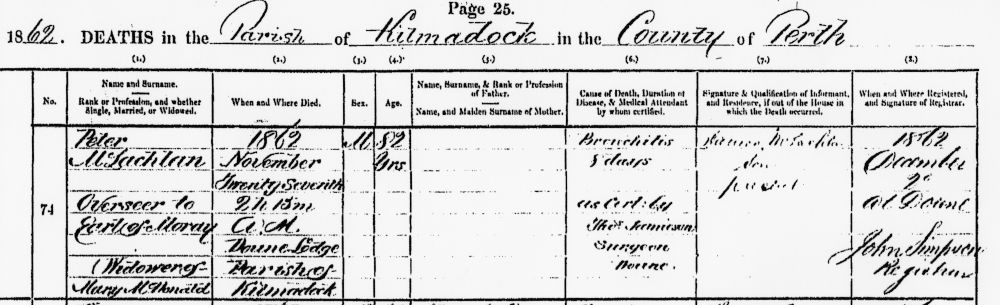 Page 25.
1862. DEATHS in the Parish of Kilmadock in the County of Perth
(1.) (2.) (3.) (4.) (5.) (6.) (7.) (8.)
No.
Name and Surname.
Rank or Profession, and whether
Single, Married, or Widowed.
When and Where Died.
Sex.
Age.
Name, Surname, & Rank or Profession
of Father.
Name, and Maiden Surname of Mother.
Cause of Death, Duration of
Disease, & Medical Attendant
by whom certified.
Signature & Qualification of Informant,
and Residence, if out of the House in
which the Death occurred.
When and Where Registered,
and Signature of Registrar.
74
Peter
McLachlan
Overseer to
Earl of Moray
(Widower of
Mary McDonald
1862
November
Twenty Seventh
2h 15m
A.M.
Doune Lodge
Parish of
Kilmadock
M
82
Yrs
Bronchitis
8 days
as Cert. by
Thos. Jamieson
Surgeon
Doune.
McLachlan
Son
present
1862
December
2d
at Doune
John Simpson
Registrar